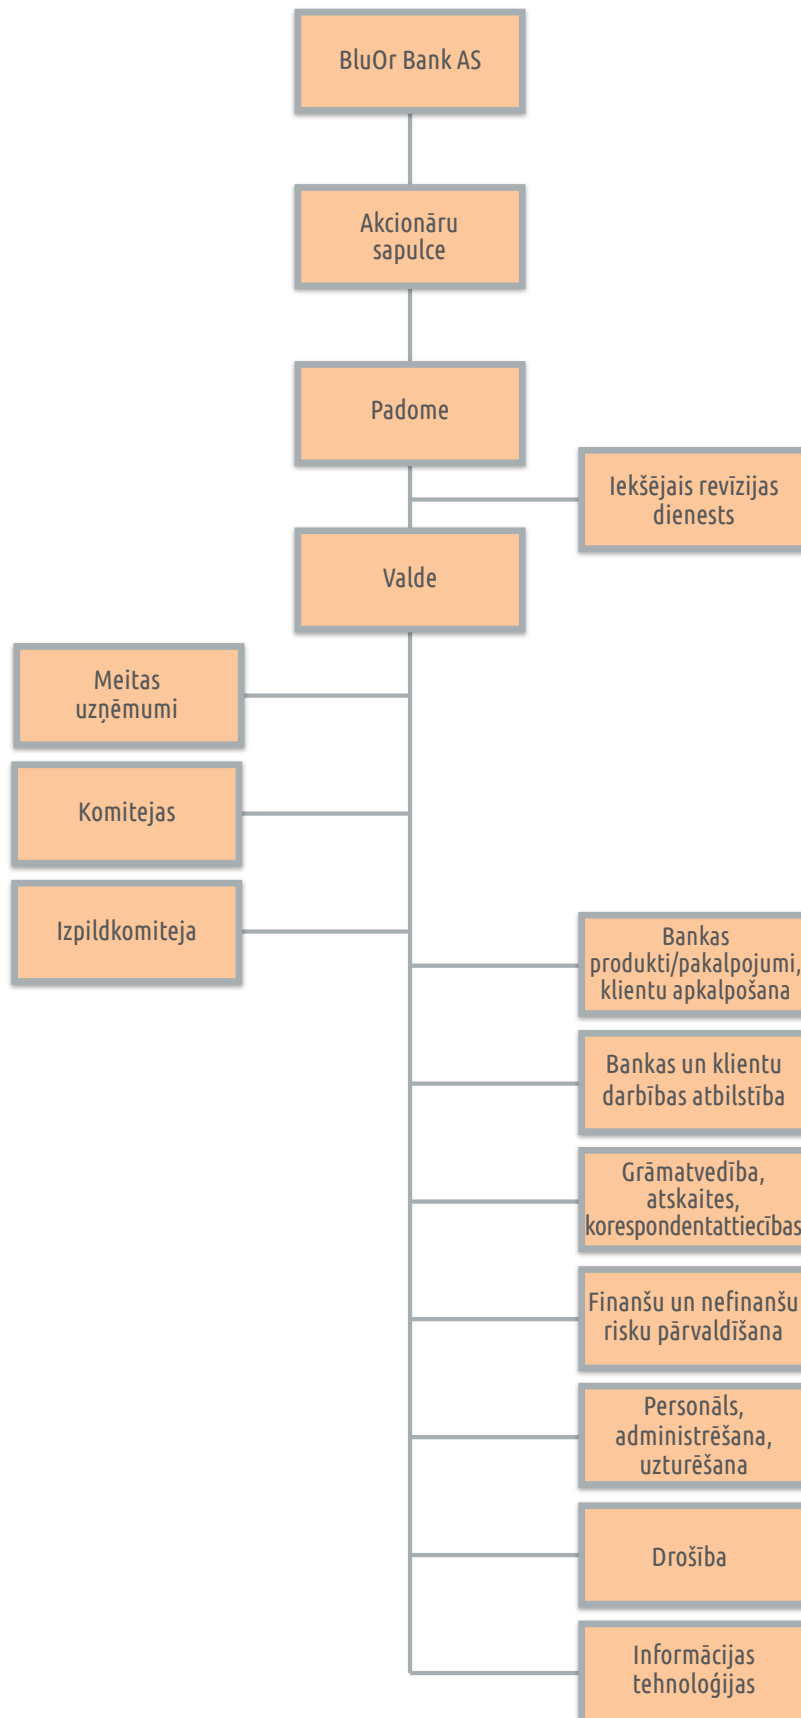 BluOr Bank AS
Akcionāru
sapulce
Padome
Iekšējais revīzijas
dienests
Valde
Meitas
uzņēmumi
Komitejas
Izpildkomiteja
Bankas
produkti/pakalpojumi,
klientu apkalpošana
Bankas un klientu
darbības atbilstība
Grāmatvedība,
atskaites,
korespondentattiecības
Finanšu un nefinanšu
risku pārvaldīšana
Personāls,
administrēšana,
uzturēšana
Drošība
Informācijas
tehnoloģijas